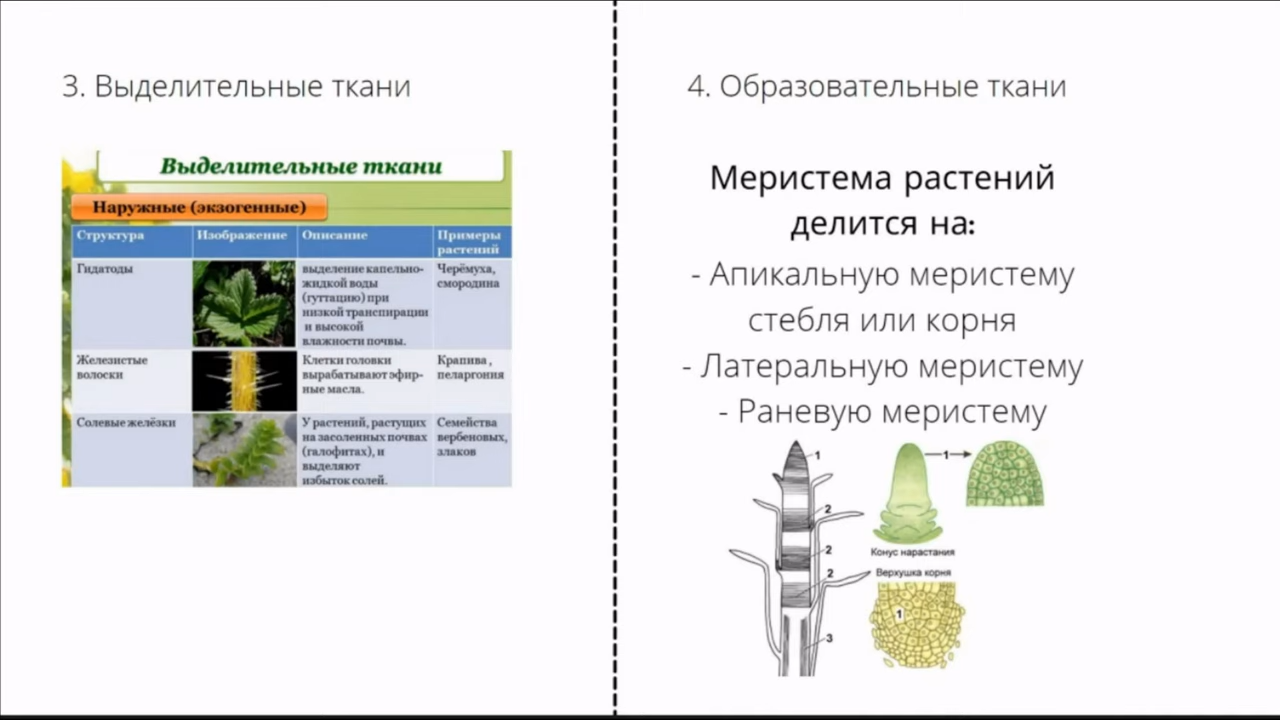 3. Выделительные ткани
Выделительные ткани
Наружные (экзогенные)
Структура
Изображение
Описание
Примеры
растений
Гидатоды
выделение капельно-
жидкой воды
(гуттацию) при
низкой транспирации
и высокой
влажности почвы.
Черёмуха,
смородина
Железистые
волоски
Клетки головки
вырабатывают эфир-
ные масла.
Крапива ,
пеларгония
Солевые желёзки
У растений, растущих
на засоленных почвах
(галофитах), и
выделяют
избыток солей.
Семейства
вербеновых,
злаков
4. Образовательные ткани
Меристема растений
делится на:
- Апикальную меристему
стебля или корня
- Латеральную меристему
- Раневую меристему
1
2
2
2
3
1
Конус нарастания
Верхушка корня
1